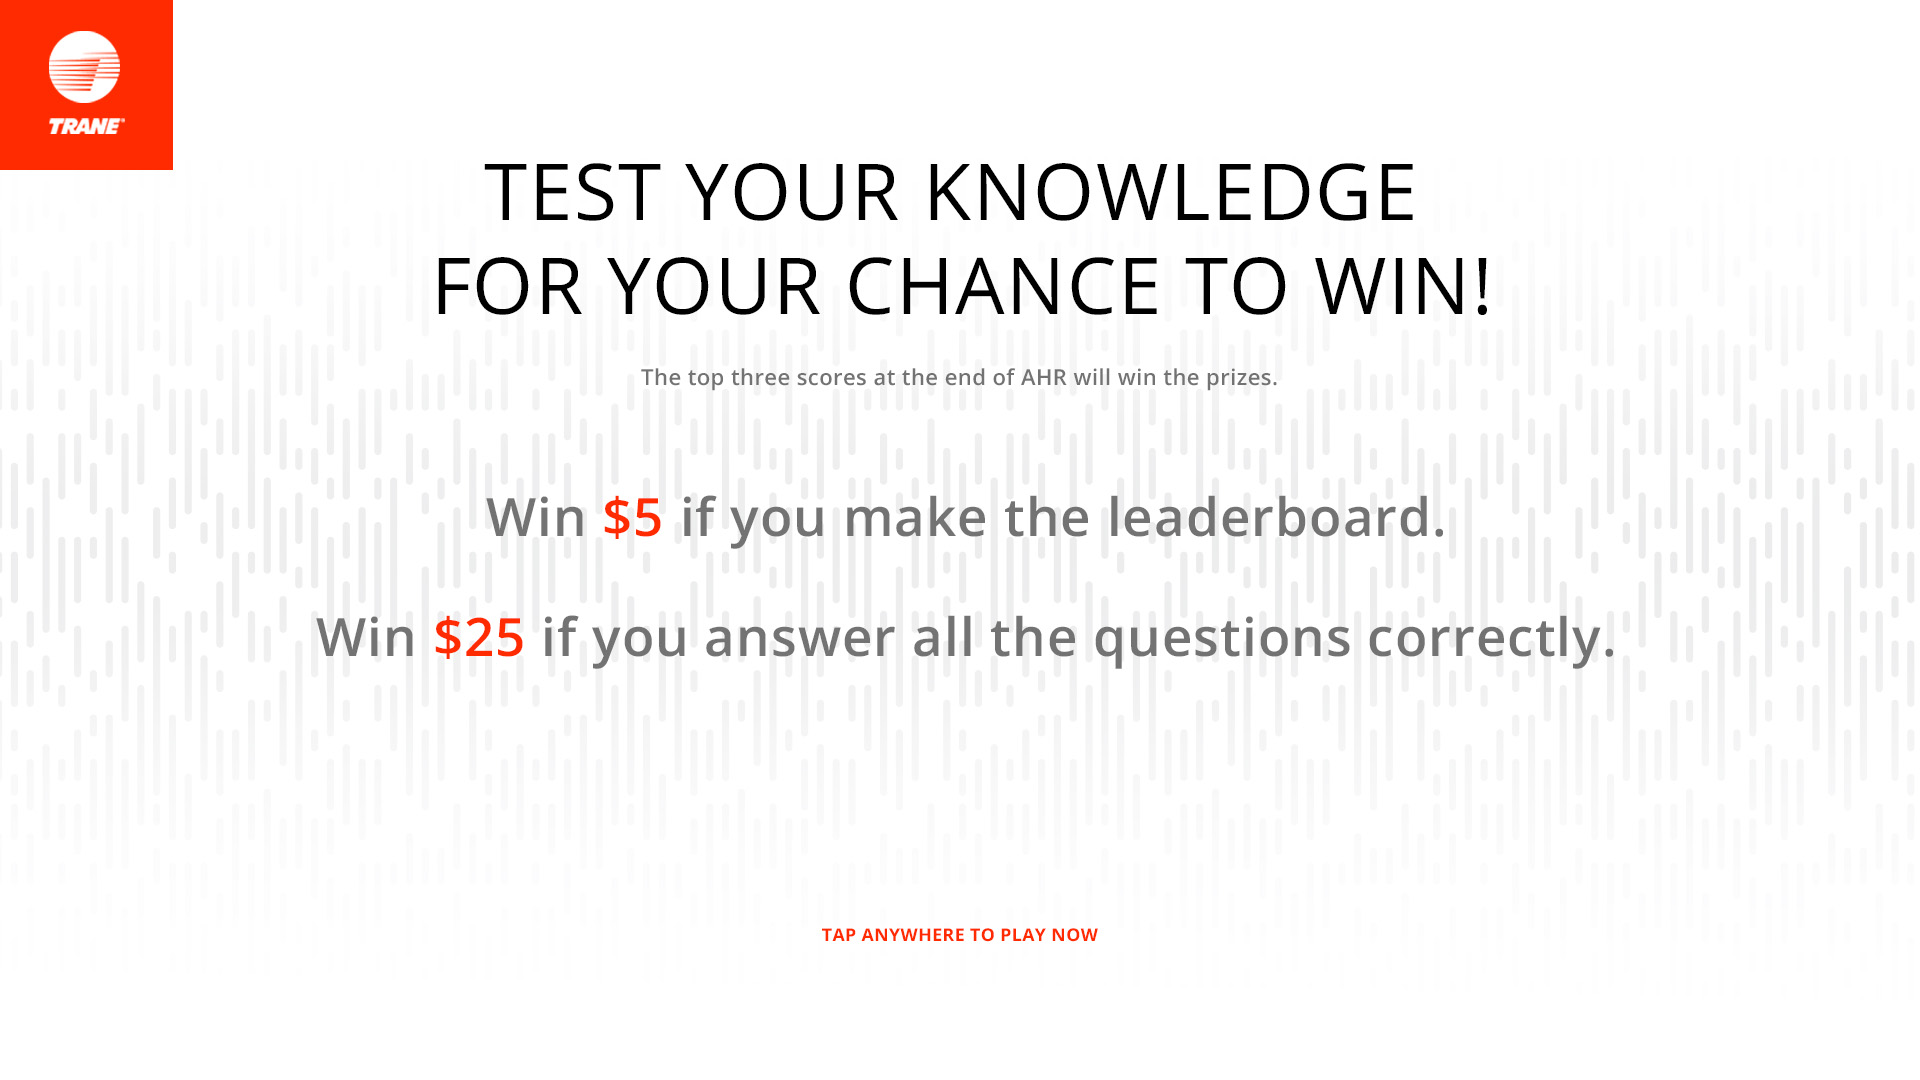 TRANE
TEST YOUR KNOWLEDGE
FOR YOUR CHANCE TO WIN!
The top three scores at the end of AHR will win the prizes.
Win $5 if you make the leaderboard.
Win $25 if you answer all the questions correctly.
TAP ANYWHERE TO PLAY NOW